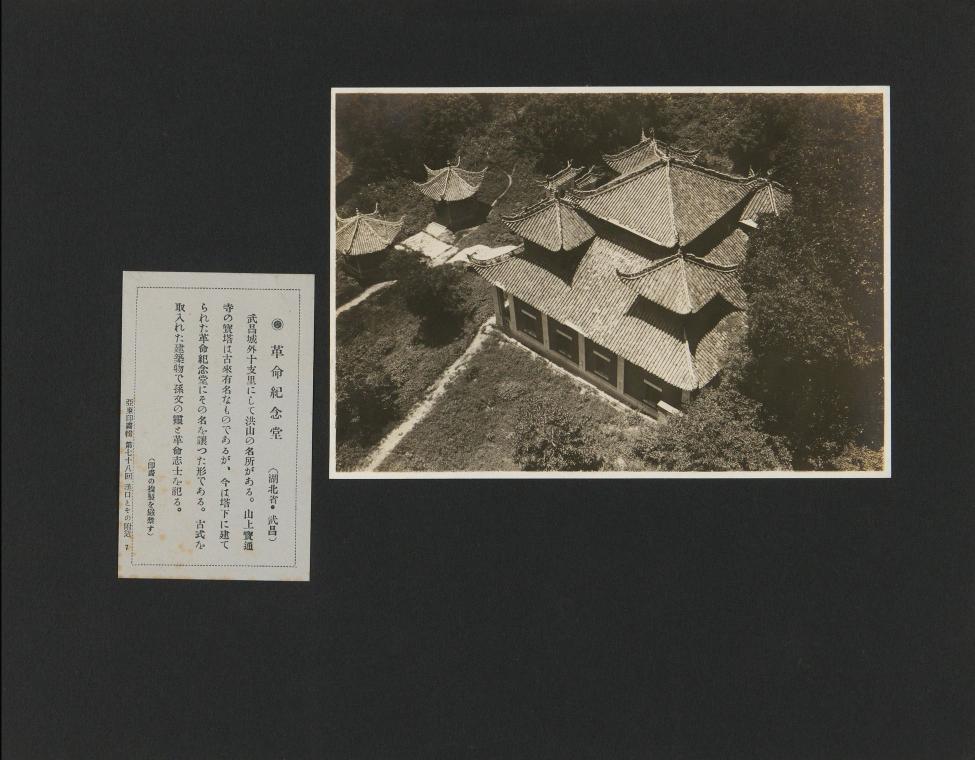 革命紀念堂 （湖北省・武昌）
武昌城外十支里にして洪山の名所がある。山上寶通
寺の寶塔は古來有名なものであるが、今は塔下に建て
られた革命紀念堂にその名を讓つた形である。古式を
取入れた建築物で孫文の靈と革命志士を祀る。
（印畫の複製を嚴禁す）
亞東印畫輯 第七十八回 漢口とその附近 7